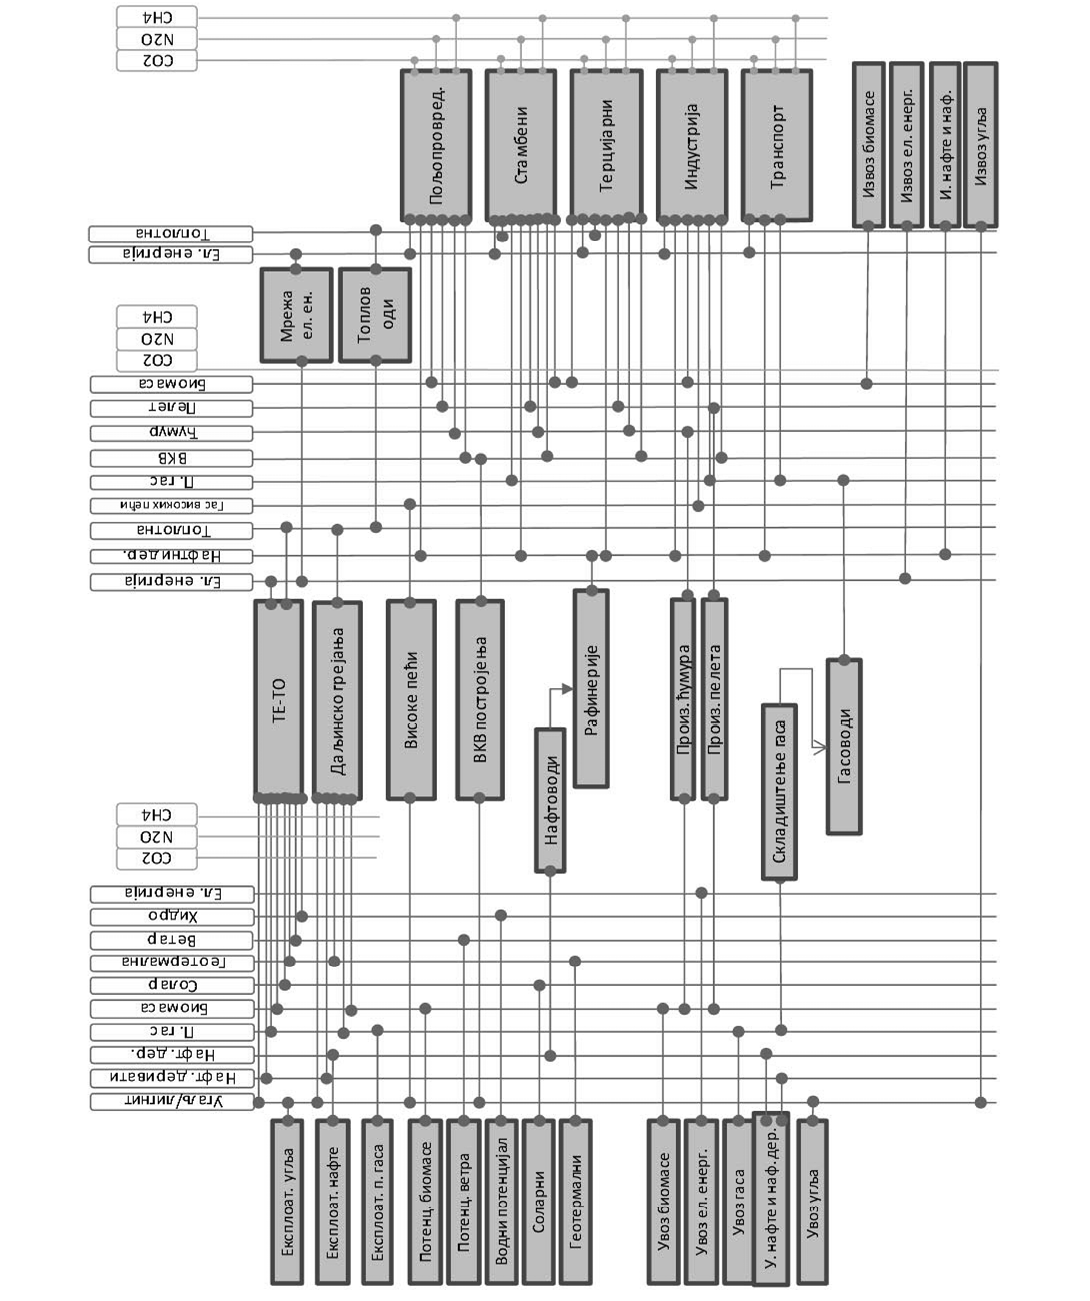 CH4
N2O
CO2
Пољопровред.
Стамбени
Терцијарни
Индустрија
Транспорт
Извоз биомасе
Извоз ел. енерг.
И. нафте и наф.
Извоз угља
Топлотна
Ел. енергија
Мрежа
ел. ен.
Топлов
оди
CH4
N2O
CO2
Биомаса
Пелет
Ћумур
ВКВ
П. гас
Гас високих пећи
Топлотна
Нафтни дер.
Ел. енергија
ТЕ-ТО
Даљинско грејања
Високе пећи
ВКВ постројења
Нафтоводи
Рафинерије
Произ. ћумура
Произ. пелета
Складиштење гаса
Гасоводи
CH4
N2O
CO2
Ел. енергија
Хидро
Ветар
Геотермална
Солар
Биомаса
П. гас
Нафт. дер.
Нафт. деривати
Угаљ/лигнит
Експлоат. угља
Експлоат. нафте
Експлоат. п. гаса
Потенц. биомасе
Потенц. ветра
Водни потенцијал
Соларни
Геотермални
Увоз биомасе
Увоз ел. енерг.
Увоз гаса
У. нафте и наф. дер.
Увоз угља